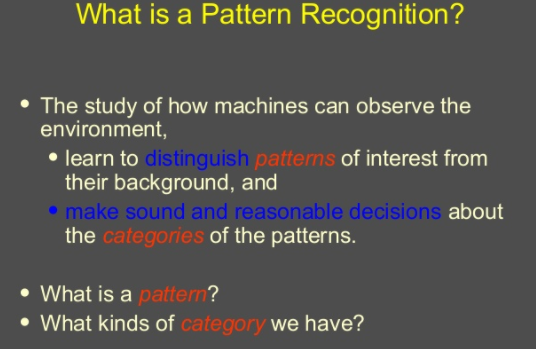 What is a Pattern Recognition?
• The study of how machines can observe the
environment,
• learn to distinguish patterns of interest from
their background, and
• make sound and reasonable decisions about
the categories of the patterns.
• What is a pattern?
• What kinds of category we have?